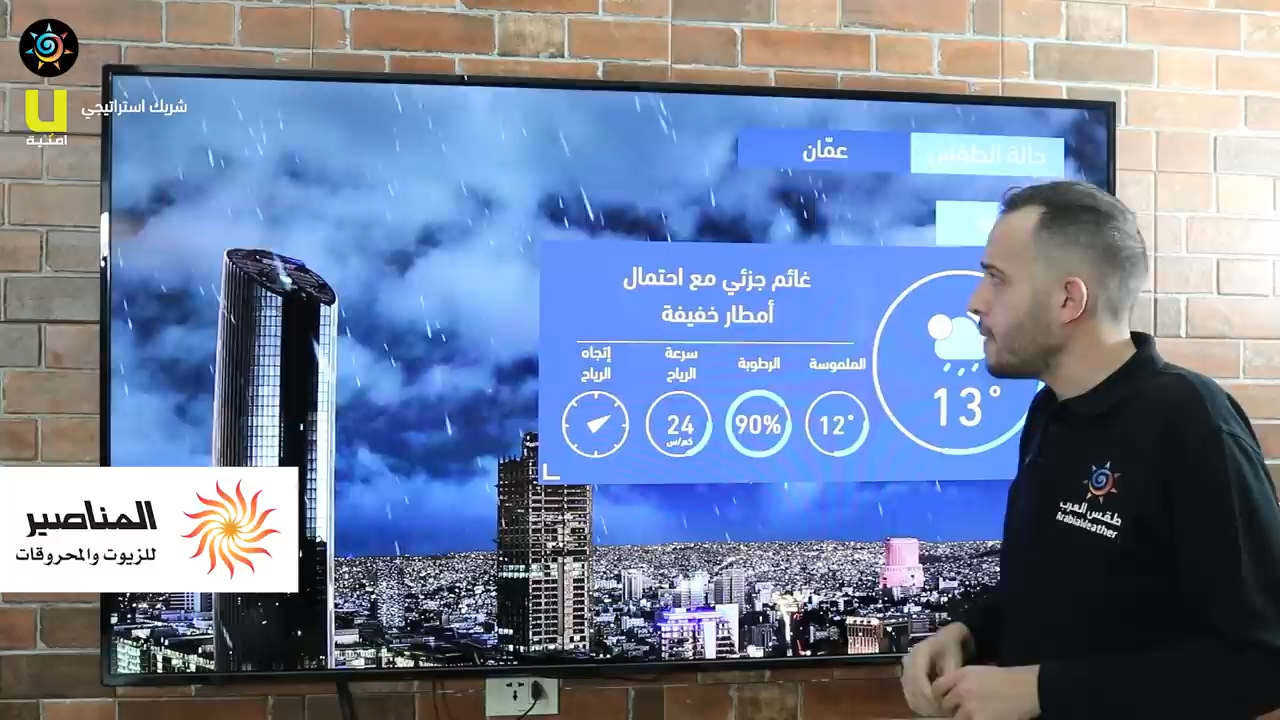 شريك استراتيجي
U
امنية
حالة الطقس
عمّان
غائم جزئي مع احتمال
أمطار خفيفة
الملموسة
الرطوبة
سرعة
الرياح
إتجاه
الرياح
13°
12°
90%
24
كم/س
المناصير
للزيوت والمحروقات
طقس العرب
ArabiaWeather